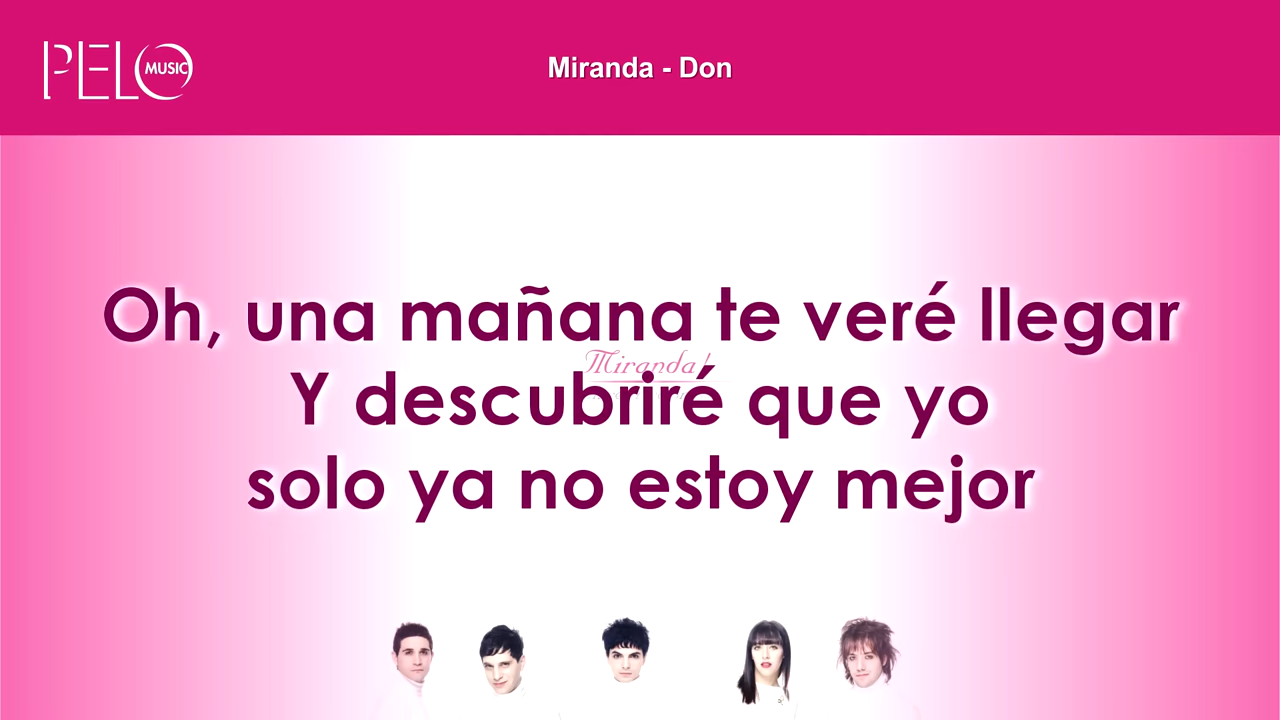 PELO MUSIC
Miranda - Don
Oh, una mañana te veré llegar
Miranda!
Y descubriré que yo
solo ya no estoy mejor